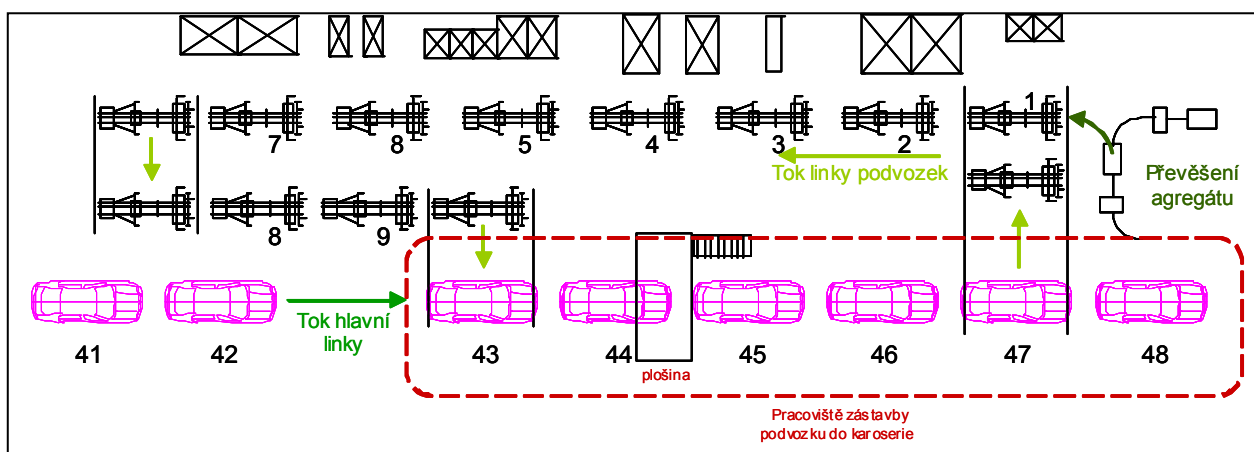 1
7
8
5
4
3
2
Tok linky podvozek
Převěšení
agregátu
8
9
Tok hlavní
linky
41
42
43
44
45
46
47
48
plošina
Pracoviště zástavby
podvozku do karoserie